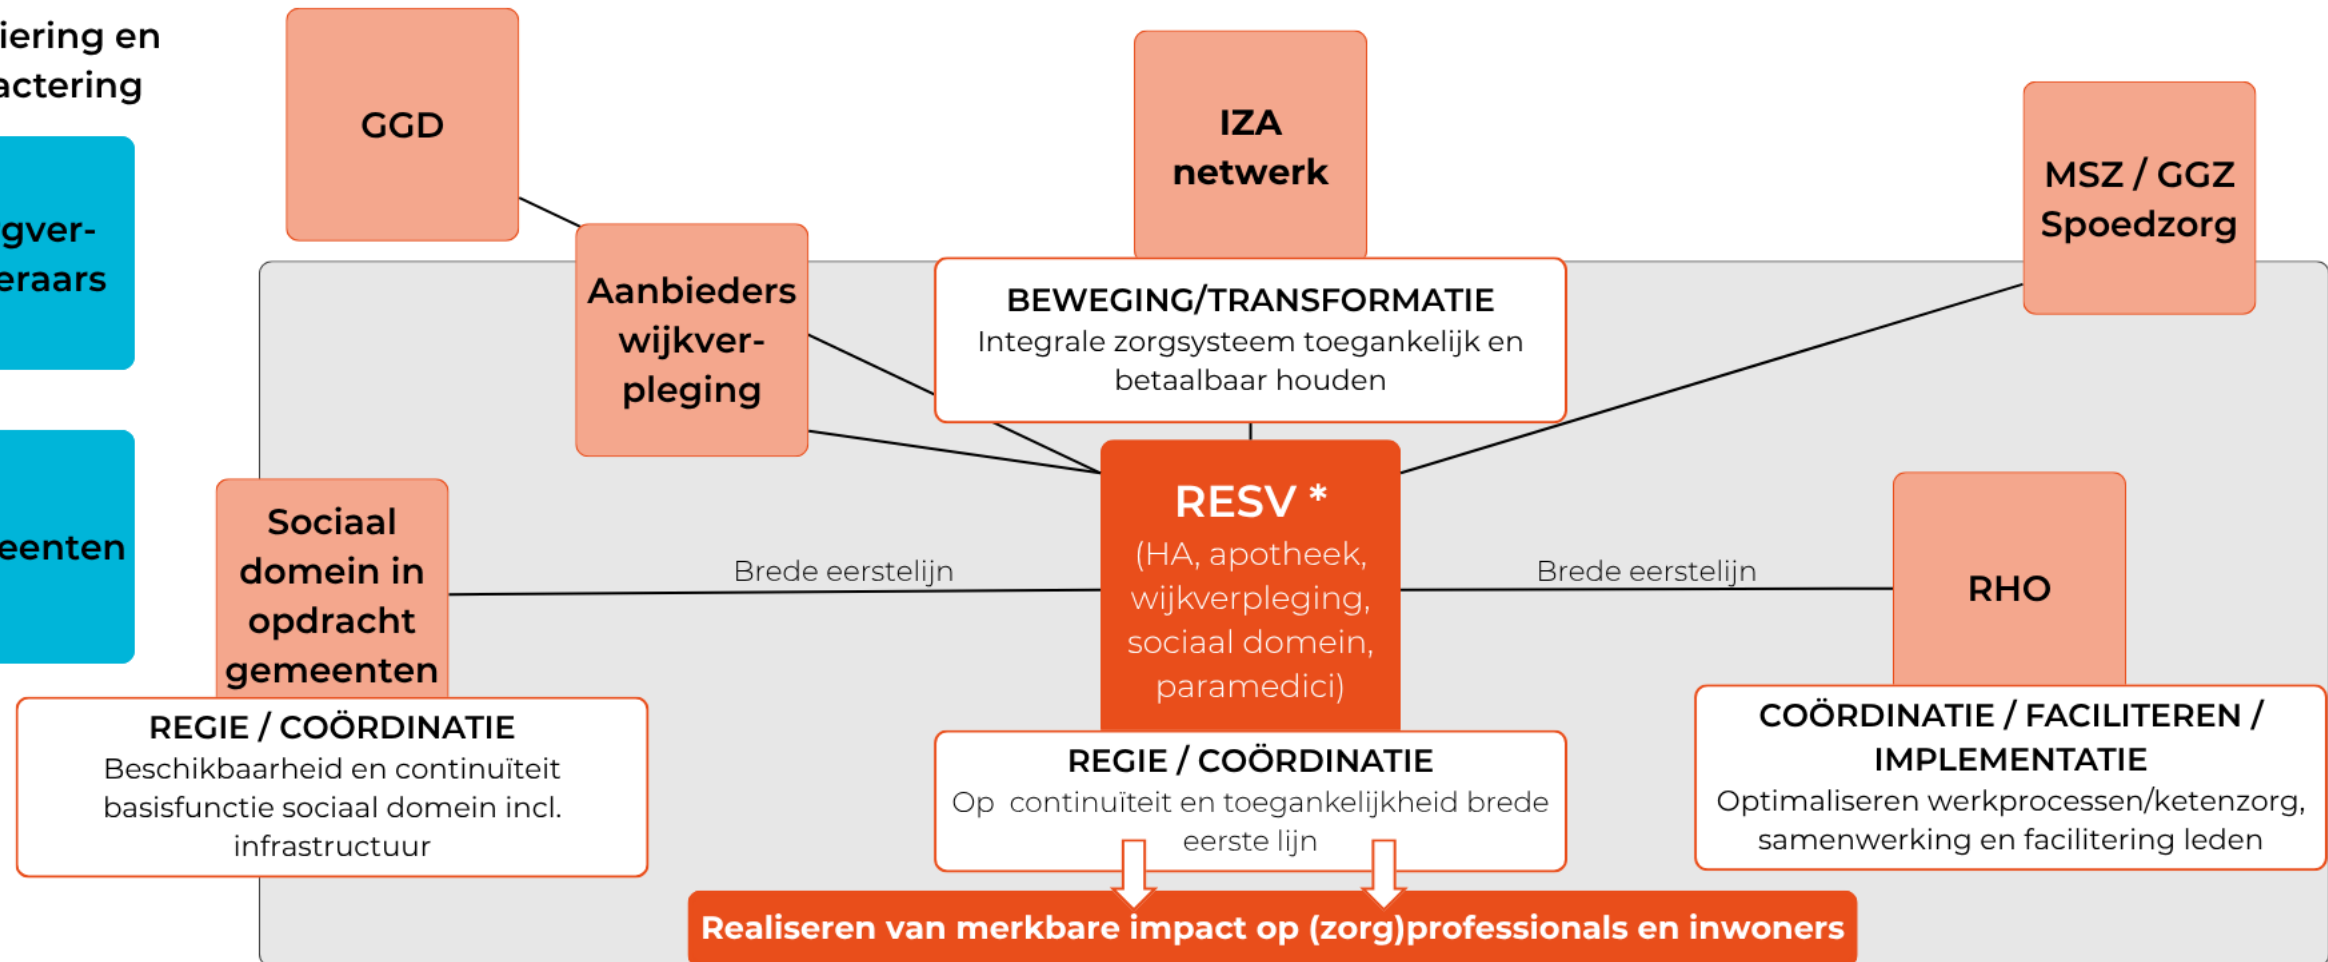 iering en
actering
gver-
eraars
eenten
GGD
IZA
netwerk
MSZ / GGZ
Spoedzorg
Aanbieders
wijkver-
pleging
BEWEGING/TRANSFORMATIE
Integrale zorgsysteem toegankelijk en
betaalbaar houden
Sociaal
domein in
opdracht
gemeenten
Brede eerstelijn
RESV *
(HA, apotheek,
wijkverpleging,
sociaal domein,
paramedici)
Brede eerstelijn
RHO
REGIE / COÖRDINATIE
Beschikbaarheid en continuïteit
basisfunctie sociaal domein incl.
infrastructuur
REGIE / COÖRDINATIE
Op continuïteit en toegankelijkheid brede
eerste lijn
COÖRDINATIE / FACILITEREN /
IMPLEMENTATIE
Optimaliseren werkprocessen/ketenzorg,
samenwerking en facilitering leden
Realiseren van merkbare impact op (zorg)professionals en inwoners